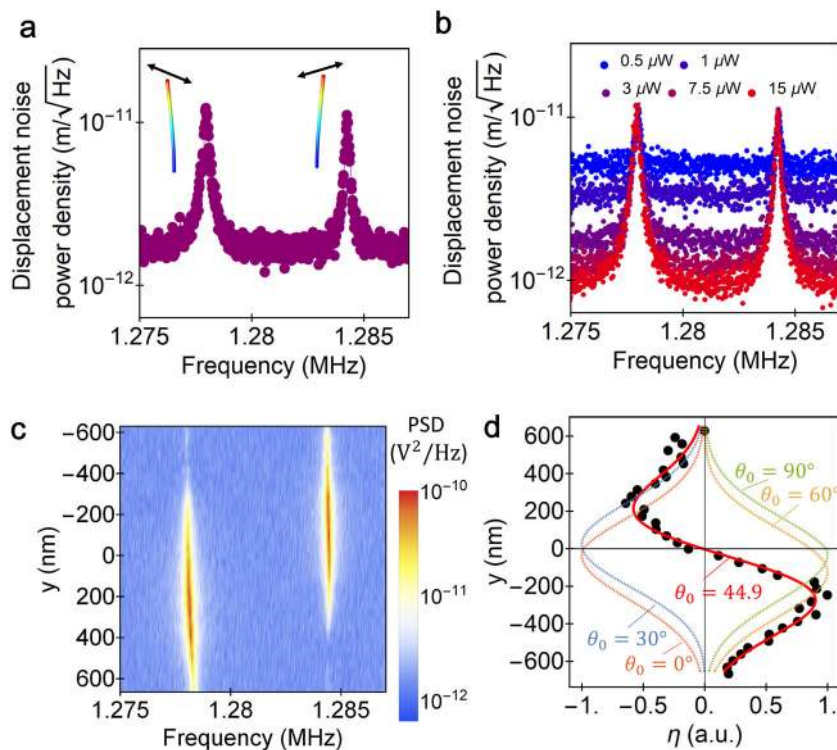 a
Displacement noise
power density (m/√Hz)
10⁻¹¹
10⁻¹²
1.275
1.28
1.285
Frequency (MHz)
b
Displacement noise
power density (m/√Hz)
0.5 μW
1 μW
3 μW
7.5 μW
15 μW
10⁻¹¹
10⁻¹²
1.275
1.28
1.285
Frequency (MHz)
c
y (nm)
−600
−400
−200
0
200
400
600
1.275
1.28
1.285
Frequency (MHz)
PSD
(V²/Hz)
10⁻¹⁰
10⁻¹¹
10⁻¹²
d
y (nm)
600
400
200
0
−200
−400
−600
θ₀ = 90°
θ₀ = 60°
θ₀ = 44.9
θ₀ = 30°
θ₀ = 0°
−1.
−0.5
0.
0.5
1.
η (a.u.)